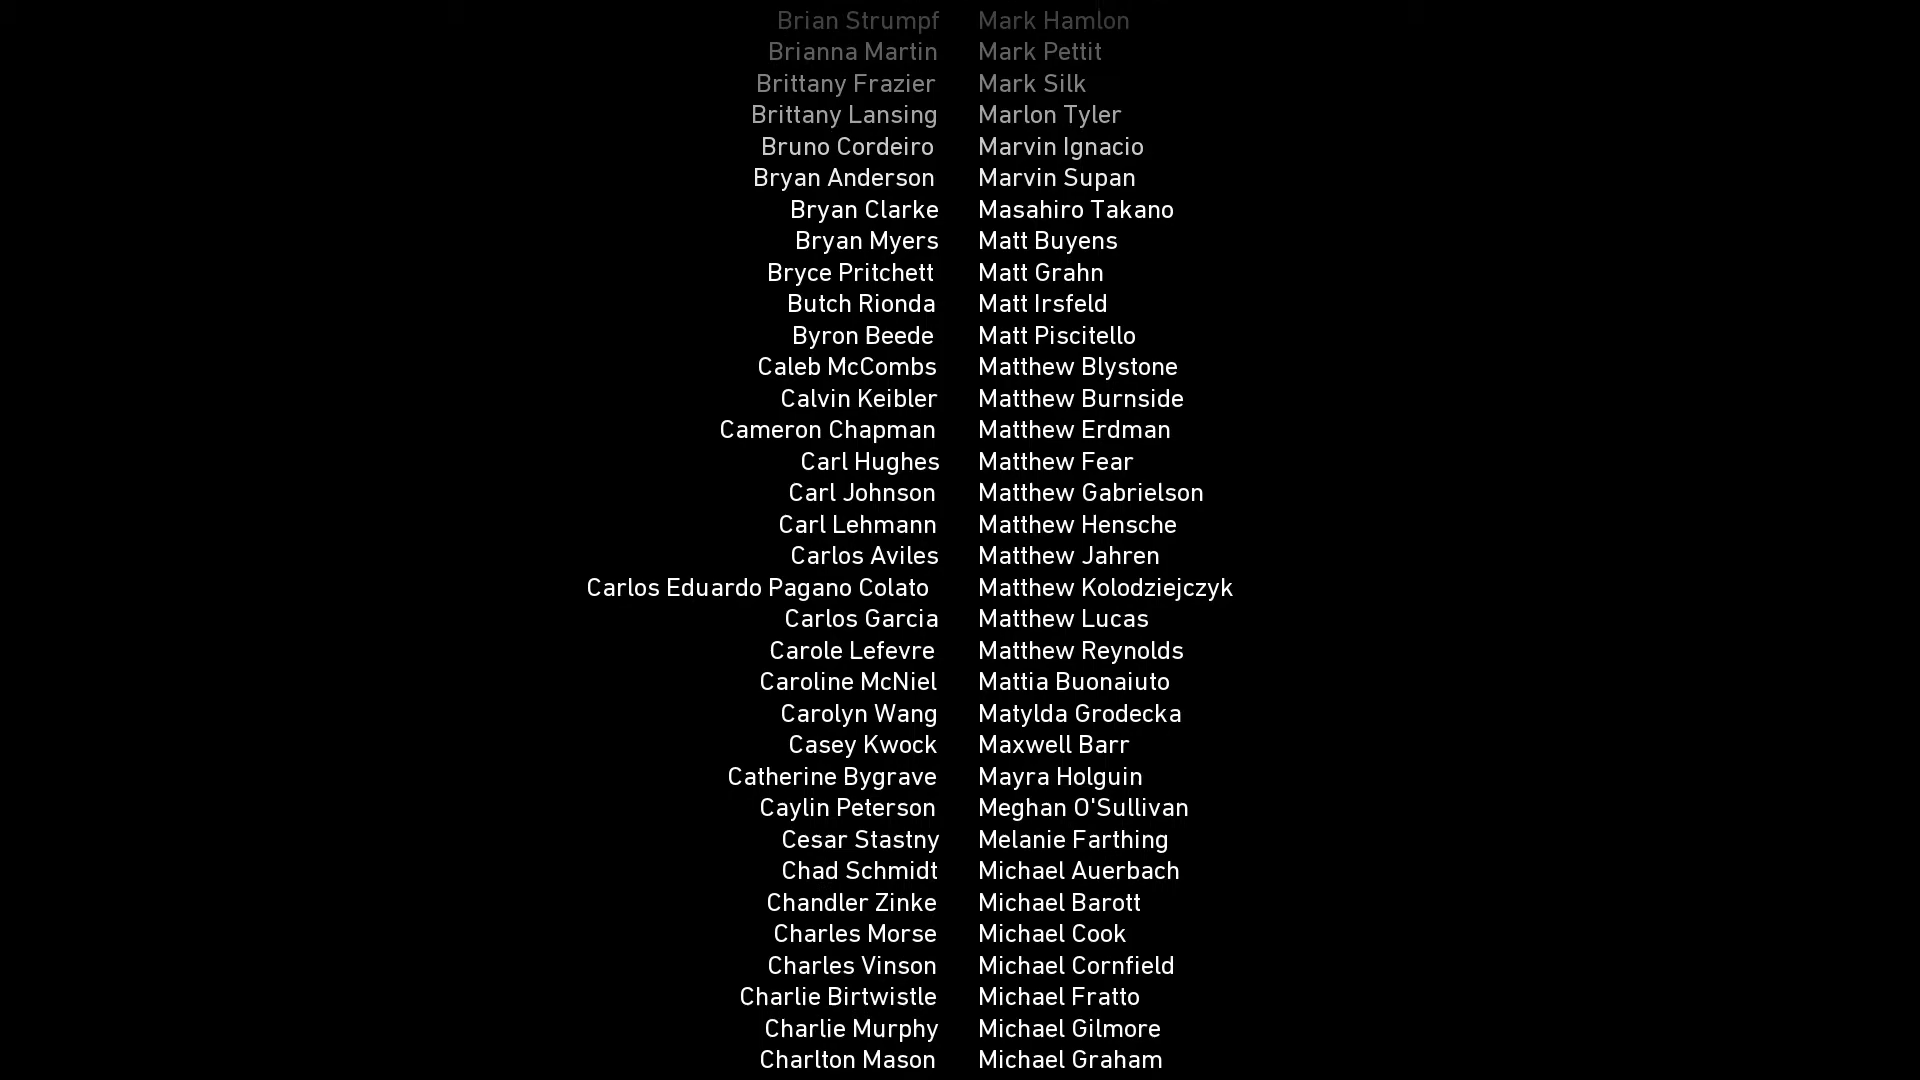 Brian Strumpf Mark Hamlon
Brianna Martin Mark Pettit
Brittany Frazier Mark Silk
Brittany Lansing Marlon Tyler
Bruno Cordeiro Marvin Ignacio
Bryan Anderson Marvin Supan
Bryan Clarke Masahiro Takano
Bryan Myers Matt Buyens
Bryce Pritchett Matt Grahn
Butch Rionda Matt Irsfeld
Byron Beede Matt Piscitello
Caleb McCombs Matthew Blystone
Calvin Keibler Matthew Burnside
Cameron Chapman Matthew Erdman
Carl Hughes Matthew Fear
Carl Johnson Matthew Gabrielson
Carl Lehmann Matthew Hensche
Carlos Aviles Matthew Jahren
Carlos Eduardo Pagano Colato Matthew Kolodziejczyk
Carlos Garcia Matthew Lucas
Carole Lefevre Matthew Reynolds
Caroline McNiel Mattia Buonaiuto
Carolyn Wang Matylda Grodecka
Casey Kwock Maxwell Barr
Catherine Bygrave Mayra Holguin
Caylin Peterson Meghan O'Sullivan
Cesar Stastny Melanie Farthing
Chad Schmidt Michael Auerbach
Chandler Zinke Michael Barott
Charles Morse Michael Cook
Charles Vinson Michael Cornfield
Charlie Birtwistle Michael Fratto
Charlie Murphy Michael Gilmore
Charlton Mason Michael Graham